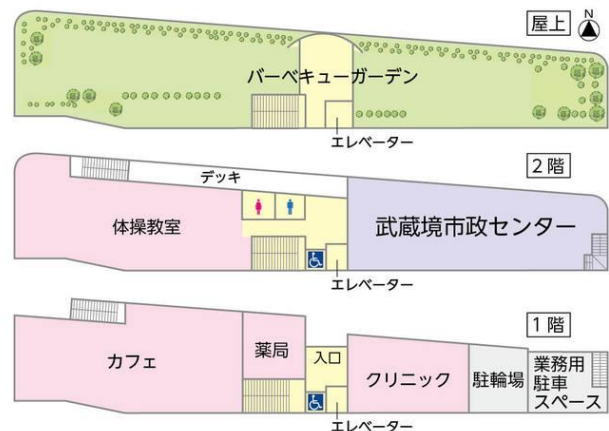 屋上
N
バーベキューガーデン
エレベーター
2階
デッキ
体操教室
武蔵境市政センター
エレベーター
1階
カフェ
薬局
入口
クリニック
駐輪場
業務用
駐車
スペース
エレベーター